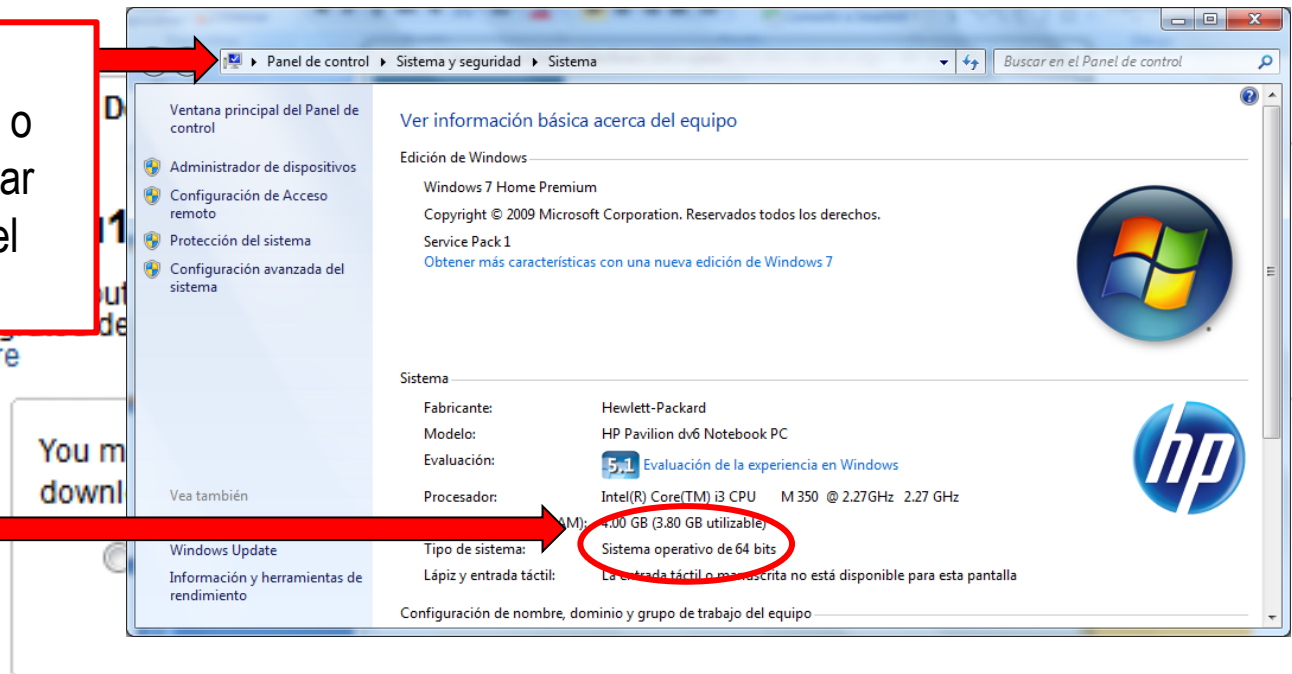 Panel de control ▸ Sistema y seguridad ▸ Sistema
Buscar en el Panel de control
o
ar
el
Ventana principal del Panel de
control
Administrador de dispositivos
Configuración de Acceso
remoto
Protección del sistema
Configuración avanzada del
sistema
Vea también
Windows Update
Información y herramientas de
rendimiento
Ver información básica acerca del equipo
Edición de Windows
Windows 7 Home Premium
Copyright © 2009 Microsoft Corporation. Reservados todos los derechos.
Service Pack 1
Obtener más características con una nueva edición de Windows 7
Sistema
Fabricante: Hewlett-Packard
Modelo: HP Pavilion dv6 Notebook PC
Evaluación: 5.1 Evaluación de la experiencia en Windows
Procesador: Intel(R) Core(TM) i3 CPU M 350 @ 2.27GHz 2.27 GHz
AM): 4.00 GB (3.80 GB utilizable)
Tipo de sistema: Sistema operativo de 64 bits
Lápiz y entrada táctil: La entrada táctil o manuscrita no está disponible para esta pantalla
Configuración de nombre, dominio y grupo de trabajo del equipo
hp
You m
downl